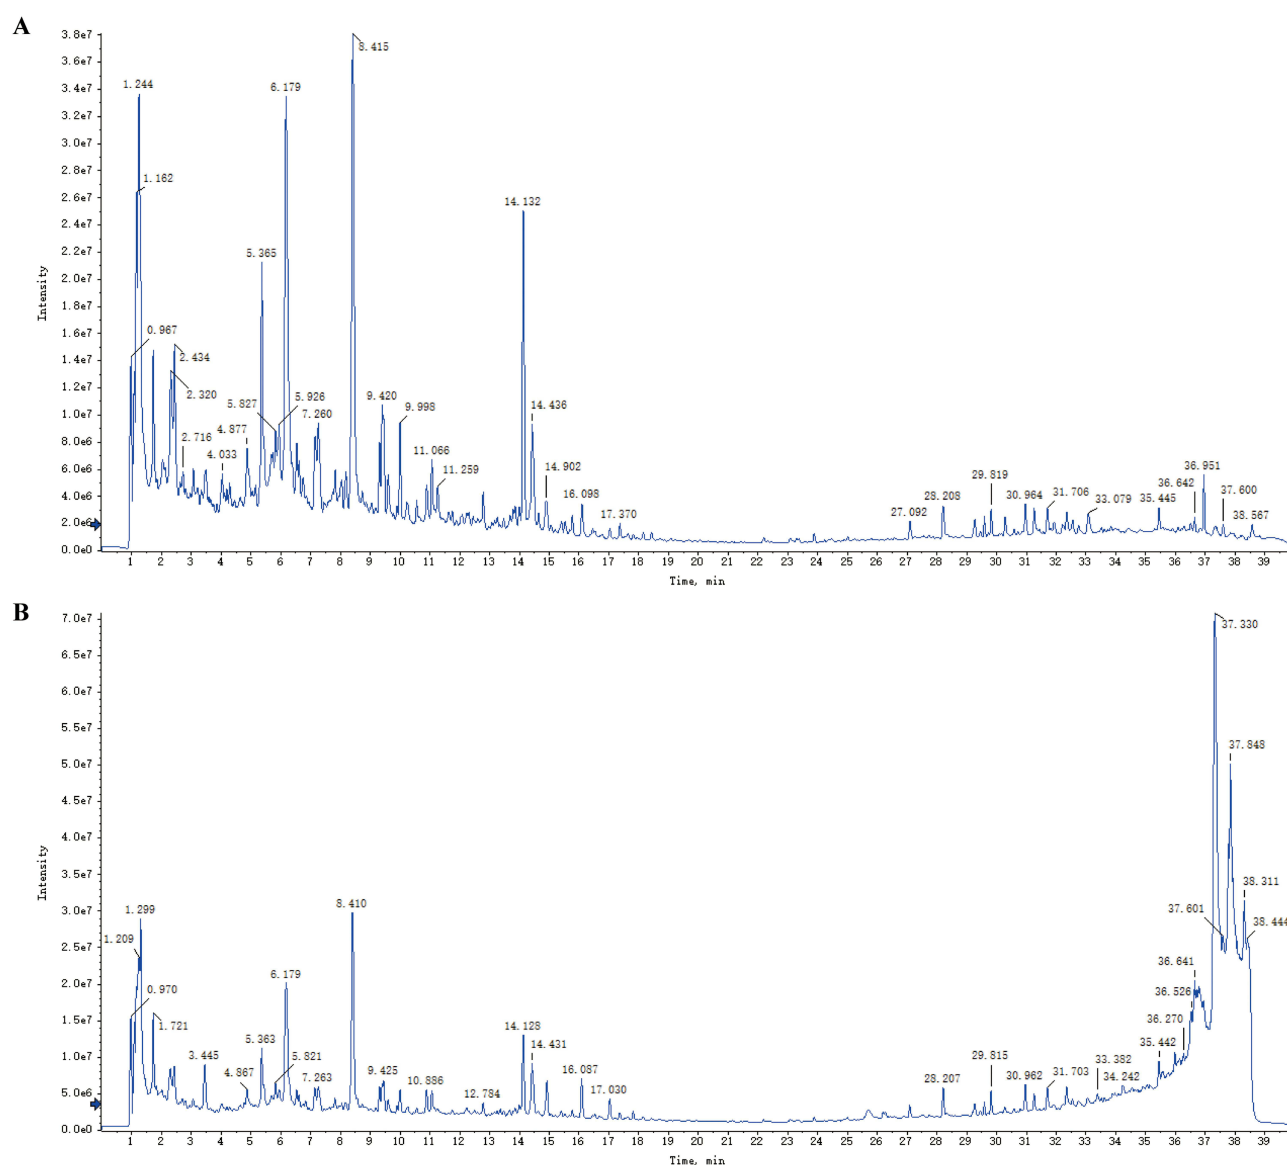 A
3.8e7
3.6e7
3.4e7
3.2e7
3.0e7
2.8e7
2.6e7
2.4e7
2.2e7
2.0e7
1.8e7
1.6e7
1.4e7
1.2e7
1.0e7
8.0e6
6.0e6
4.0e6
2.0e6
0.0e0
Intensity
8.415
1.244
6.179
1.162
14.132
5.365
0.967
2.434
2.320
5.827
5.926
7.260
9.420
9.998
14.436
2.716
4.877
4.033
11.066
11.259
14.902
16.098
17.370
27.092
28.208
29.819
30.964
31.706
33.079
35.445
36.642
36.951
37.600
38.567
1 2 3 4 5 6 7 8 9 10 11 12 13 14 15 16 17 18 19 20 21 22 23 24 25 26 27 28 29 30 31 32 33 34 35 36 37 38 39
Time, min
B
7.0e7
6.5e7
6.0e7
5.5e7
5.0e7
4.5e7
4.0e7
3.5e7
3.0e7
2.5e7
2.0e7
1.5e7
1.0e7
5.0e6
0.0e0
Intensity
37.330
37.848
38.311
37.601
38.444
1.299
8.410
1.209
36.641
6.179
0.970
36.526
1.721
14.128
36.270
3.445
5.363
5.821
14.431
35.442
4.867
7.263
9.425
10.886
12.784
16.087
17.030
28.207
29.815
30.962
31.703
33.382
34.242
1 2 3 4 5 6 7 8 9 10 11 12 13 14 15 16 17 18 19 20 21 22 23 24 25 26 27 28 29 30 31 32 33 34 35 36 37 38 39
Time, min